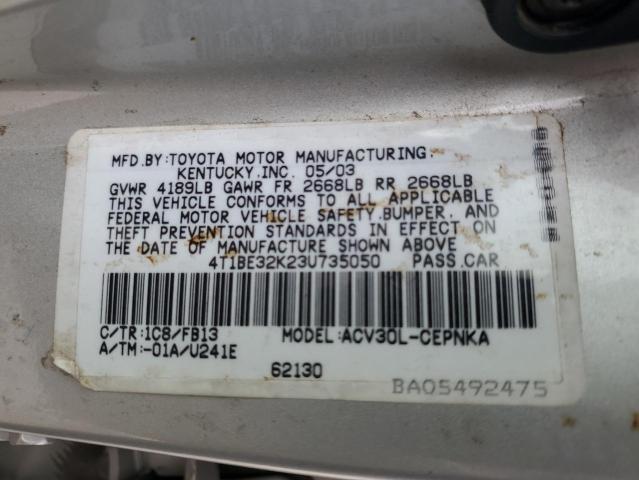 MFD.BY:TOYOTA MOTOR MANUFACTURING,
KENTUCKY,INC. 05/03
GVWR 4189LB GAWR FR 2668LB RR 2668LB
THIS VEHICLE CONFORMS TO ALL APPLICABLE
FEDERAL MOTOR VEHICLE SAFETY,BUMPER, AND
THEFT PREVENTION STANDARDS IN EFFECT ON
THE DATE OF MANUFACTURE SHOWN ABOVE
4T1BE32K23U735050 PASS.CAR
C/TR:1C8/FB13 MODEL:ACV30L-CEPNKA
A/TM:-01A/U241E
62130
BA05492475